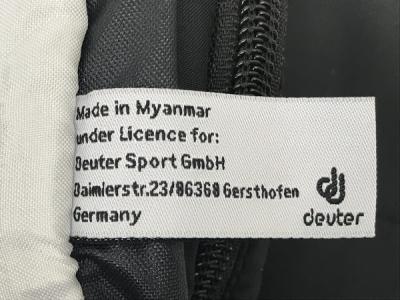 Made in Myanmar
under Licence for:
Deuter Sport GmbH
Daimlerstr.23/86368 Gersthofen
Germany
deuter